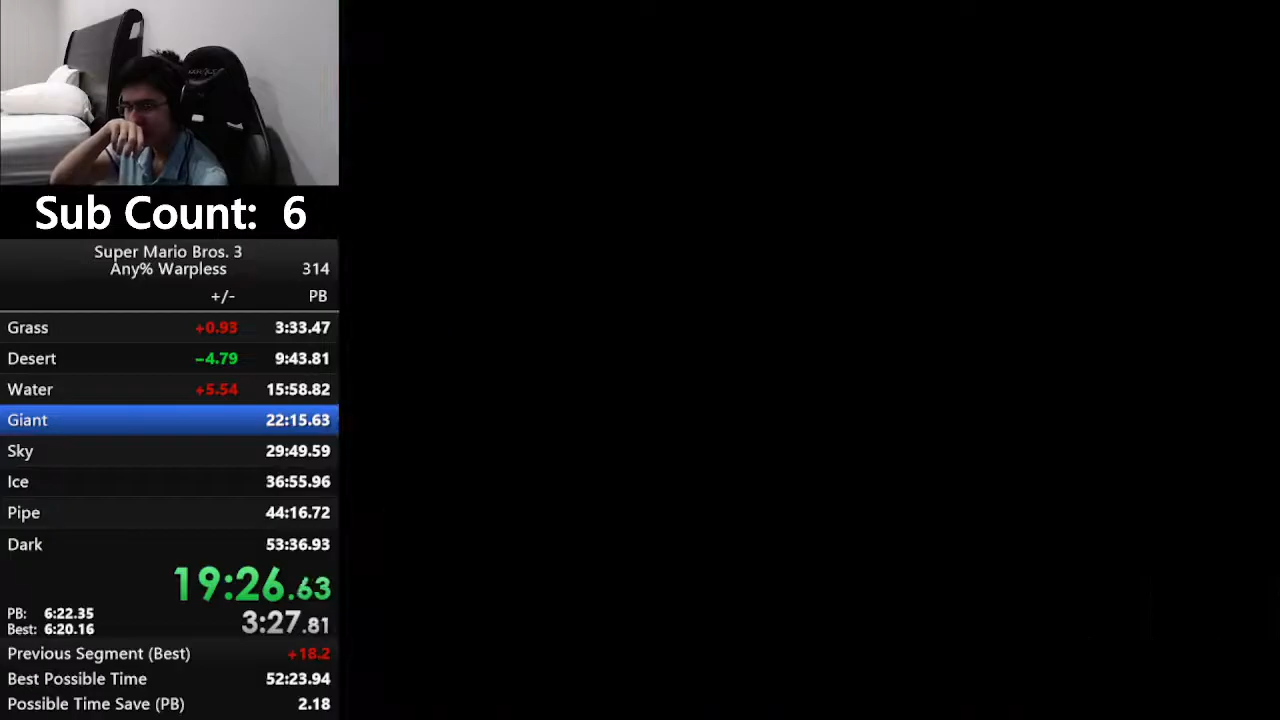 Sub Count: 6
Super Mario Bros. 3
Any% Warpless 314
+/- PB
Grass +0.93 3:33.47
Desert −4.79 9:43.81
Water +5.54 15:58.82
Giant 22:15.63
Sky 29:49.59
Ice 36:55.96
Pipe 44:16.72
Dark 53:36.93
19:26.63
PB: 6:22.35
Best: 6:20.16
3:27.81
Previous Segment (Best) +18.2
Best Possible Time 52:23.94
Possible Time Save (PB) 2.18